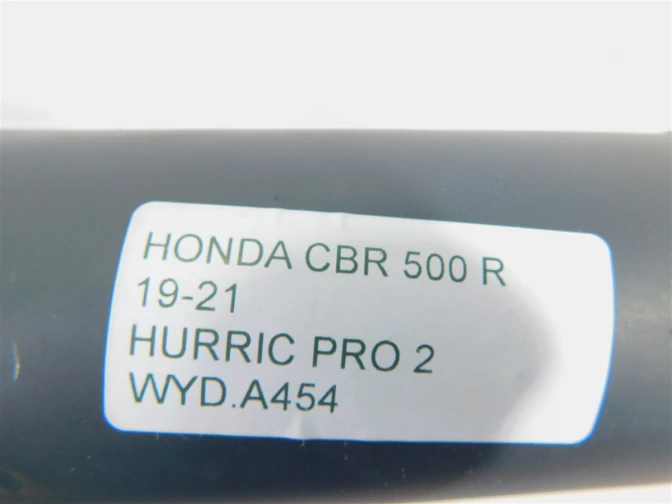 HONDA CBR 500 R
19-21
HURRIC PRO 2
WYD.A454